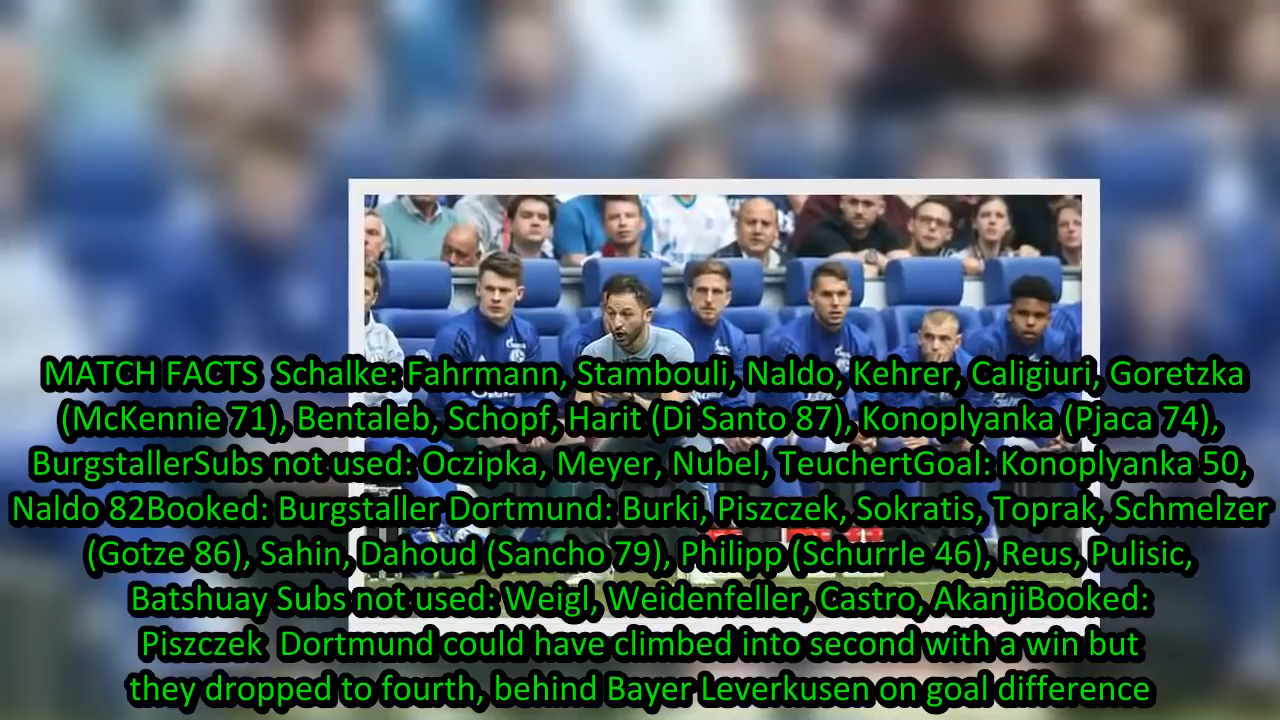 MATCH FACTS  Schalke: Fahrmann, Stambouli, Naldo, Kehrer, Caligiuri, Goretzka
(McKennie 71), Bentaleb, Schopf, Harit (Di Santo 87), Konoplyanka (Pjaca 74),
BurgstallerSubs not used: Oczipka, Meyer, Nubel, TeuchertGoal: Konoplyanka 50,
Naldo 82Booked: Burgstaller Dortmund: Burki, Piszczek, Sokratis, Toprak, Schmelzer
(Gotze 86), Sahin, Dahoud (Sancho 79), Philipp (Schurrle 46), Reus, Pulisic,
Batshuay Subs not used: Weigl, Weidenfeller, Castro, AkanjiBooked:
Piszczek  Dortmund could have climbed into second with a win but
they dropped to fourth, behind Bayer Leverkusen on goal difference